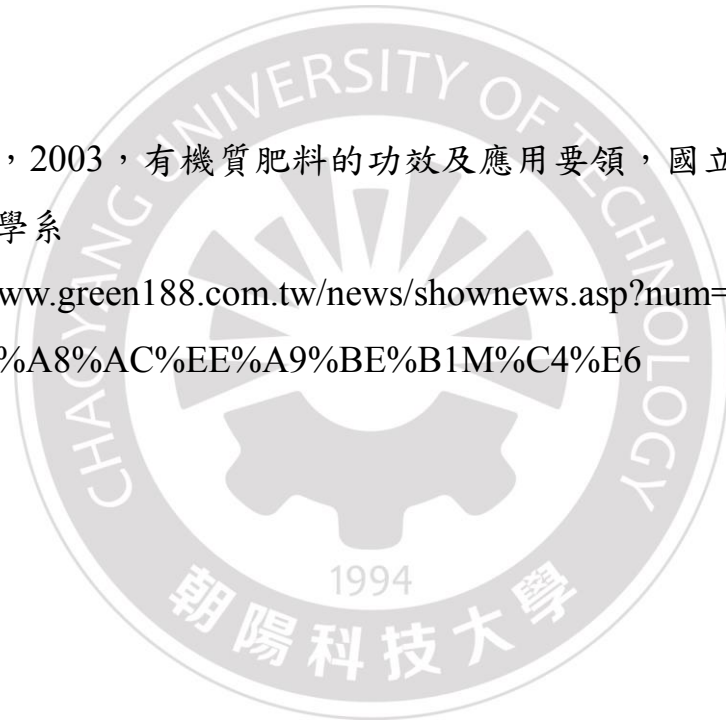 ，2003，有機質肥料的功效及應用要領，國立
學系
ww.green188.com.tw/news/shownews.asp?num=
%A8%AC%EE%A9%BE%B1M%C4%E6
CHAOYANG UNIVERSITY OF TECHNOLOGY
1994
朝陽科技大學